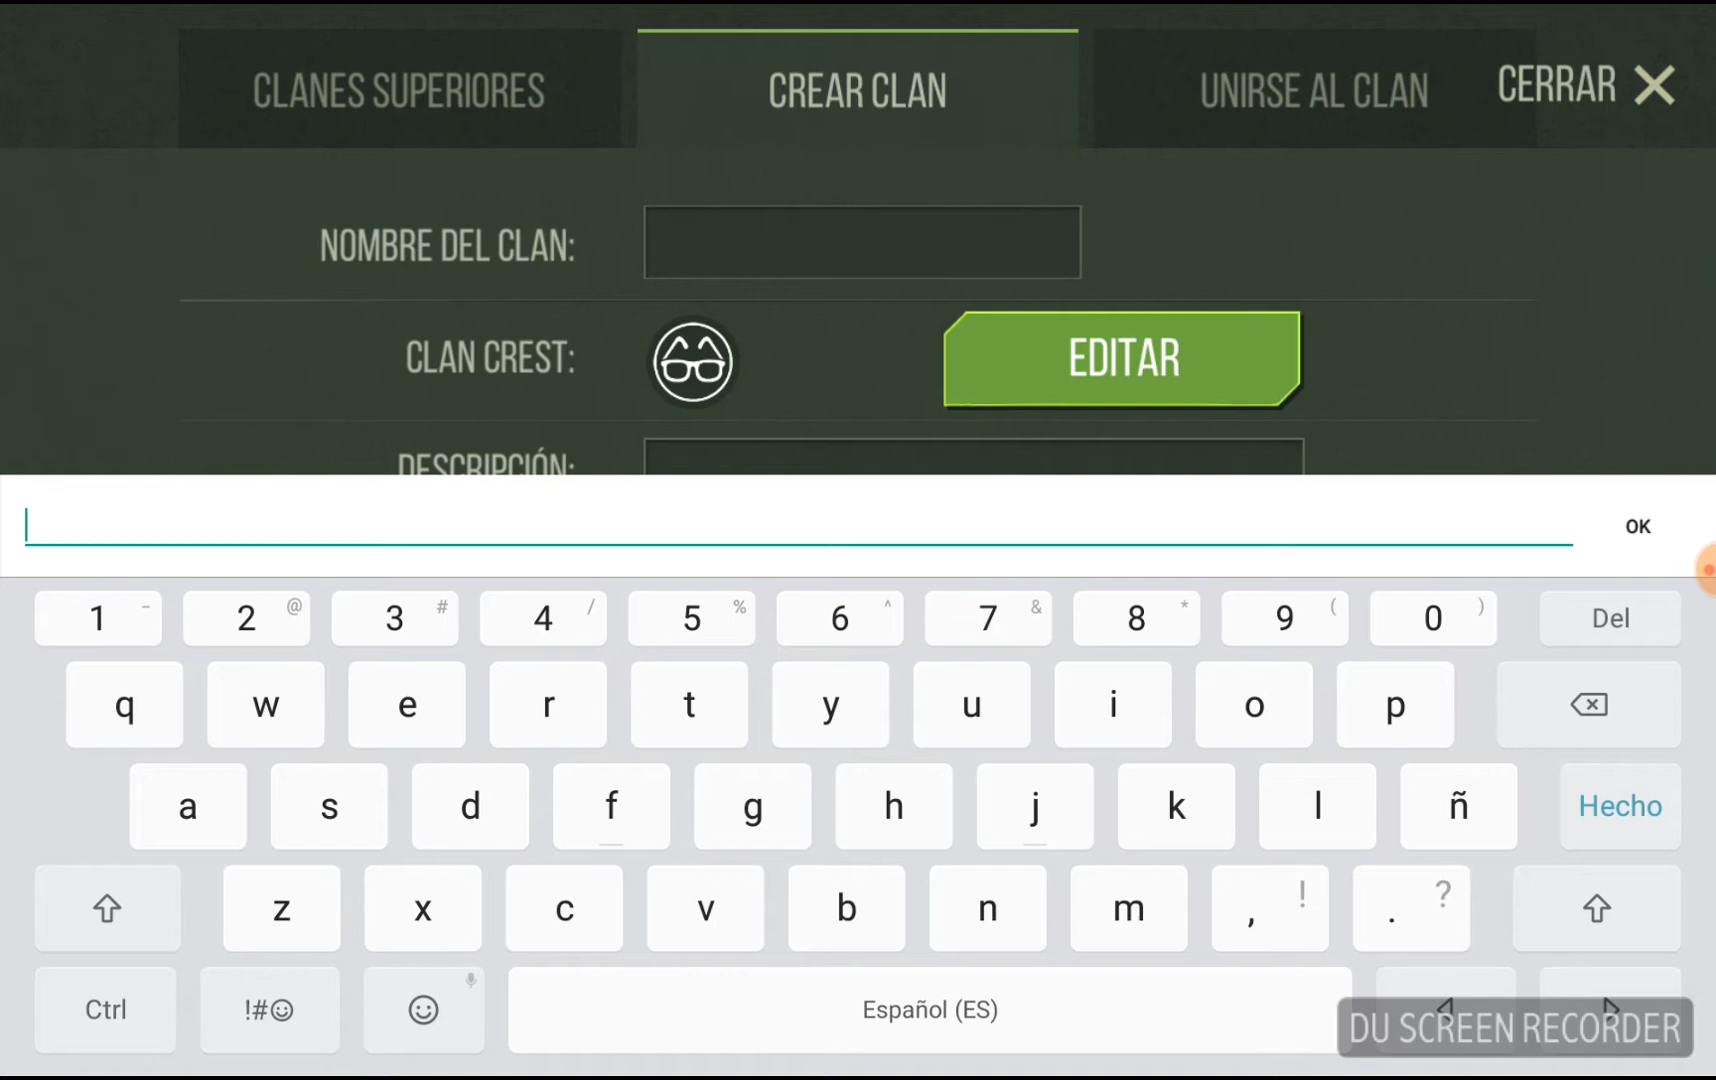 CLANES SUPERIORES
CREAR CLAN
UNIRSE AL CLAN
CERRAR
NOMBRE DEL CLAN:
CLAN CREST:
EDITAR
DESCRIPCIÓN:
OK
1 - 2 @ 3 # 4 / 5 % 6 ^ 7 & 8 * 9 ( 0 ) Del
q w e r t y u i o p
a s d f g h j k l ñ Hecho
z x c v b n m , ! . ?
Ctrl !#☺ Español (ES)
DU SCREEN RECORDER